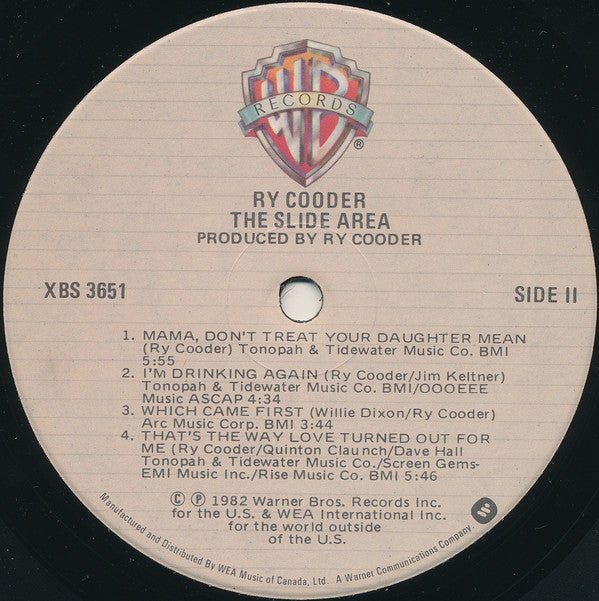 WB
RECORDS
®
RY COODER
THE SLIDE AREA
PRODUCED BY RY COODER
XBS 3651
SIDE II
1. MAMA, DON'T TREAT YOUR DAUGHTER MEAN
(Ry Cooder) Tonopah & Tidewater Music Co. BMI
5:55
2. I'M DRINKING AGAIN (Ry Cooder/Jim Keltner)
Tonopah & Tidewater Music Co. BMI/OOOEEE
Music ASCAP 4:34
3. WHICH CAME FIRST (Willie Dixon/Ry Cooder)
Arc Music Corp. BMI 3:44
4. THAT'S THE WAY LOVE TURNED OUT FOR
ME (Ry Cooder/Quinton Claunch/Dave Hall
Tonopah & Tidewater Music Co./Screen Gems-
EMI Music Inc./Rise Music Co. BMI 5:46
© ℗ 1982 Warner Bros. Records Inc.
for the U.S. & WEA International Inc.
for the world outside
of the U.S.
Manufactured and Distributed By WEA Music of Canada, Ltd. A Warner Communications Company.